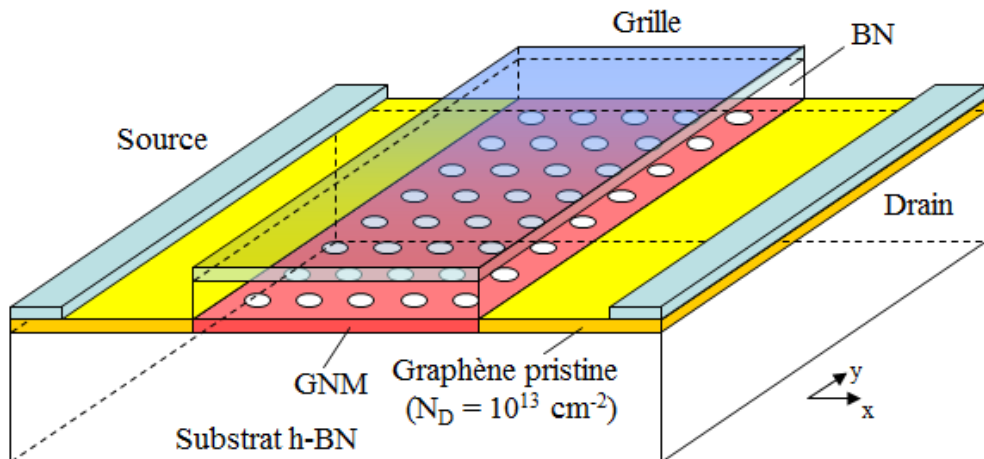 Grille
BN
Source
Drain
GNM
Graphène pristine
(N_D = 10^13 cm^-2)
y
x
Substrat h-BN